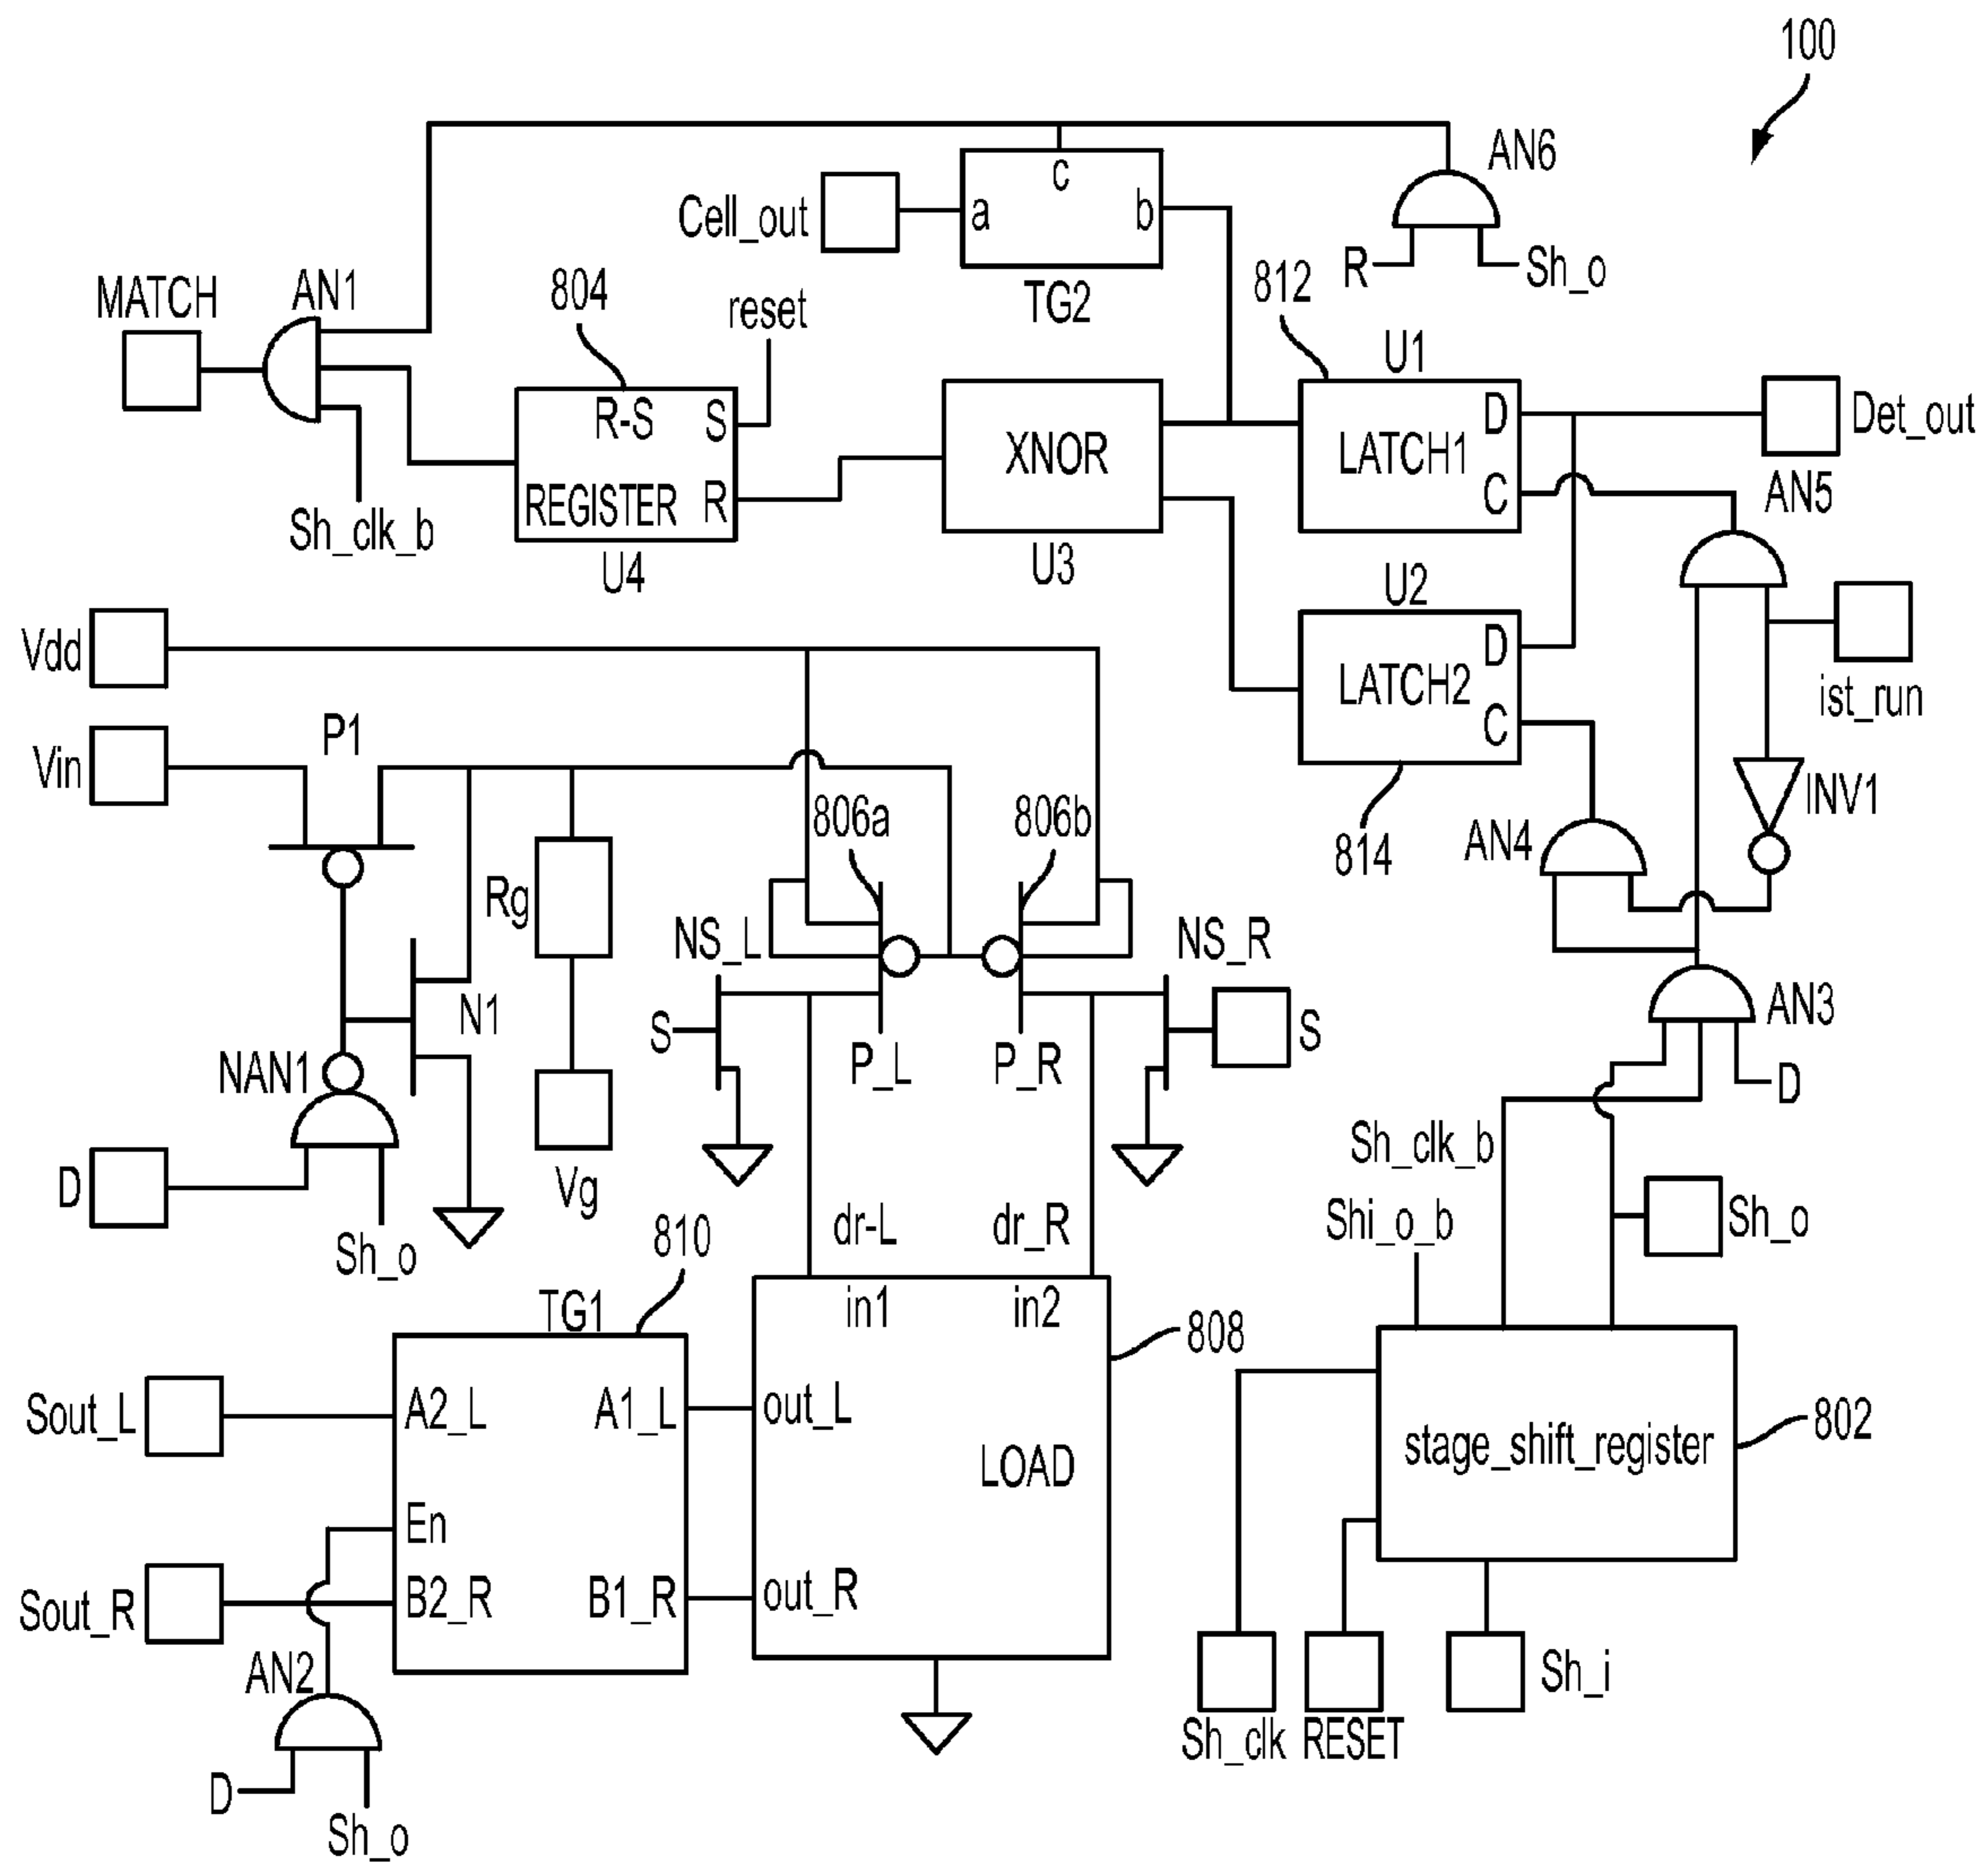 100
AN6
c
Cell_out
a
b
R
Sh_o
TG2
MATCH
AN1
804
reset
812
U1
R-S
S
REGISTER
R
U4
Sh_clk_b
XNOR
U3
D
LATCH1
C
Det_out
AN5
U2
D
LATCH2
C
814
ist_run
INV1
AN4
Vdd
Vin
P1
806a
806b
Rg
NS_L
NS_R
S
S
P_L
P_R
N1
NAN1
D
Sh_o
Vg
AN3
D
Sh_clk_b
Shi_o_b
Sh_o
dr-L
dr_R
810
TG1
in1
in2
808
Sout_L
A2_L
A1_L
out_L
LOAD
En
Sout_R
B2_R
B1_R
out_R
AN2
D
Sh_o
stage_shift_register
802
Sh_clk
RESET
Sh_i